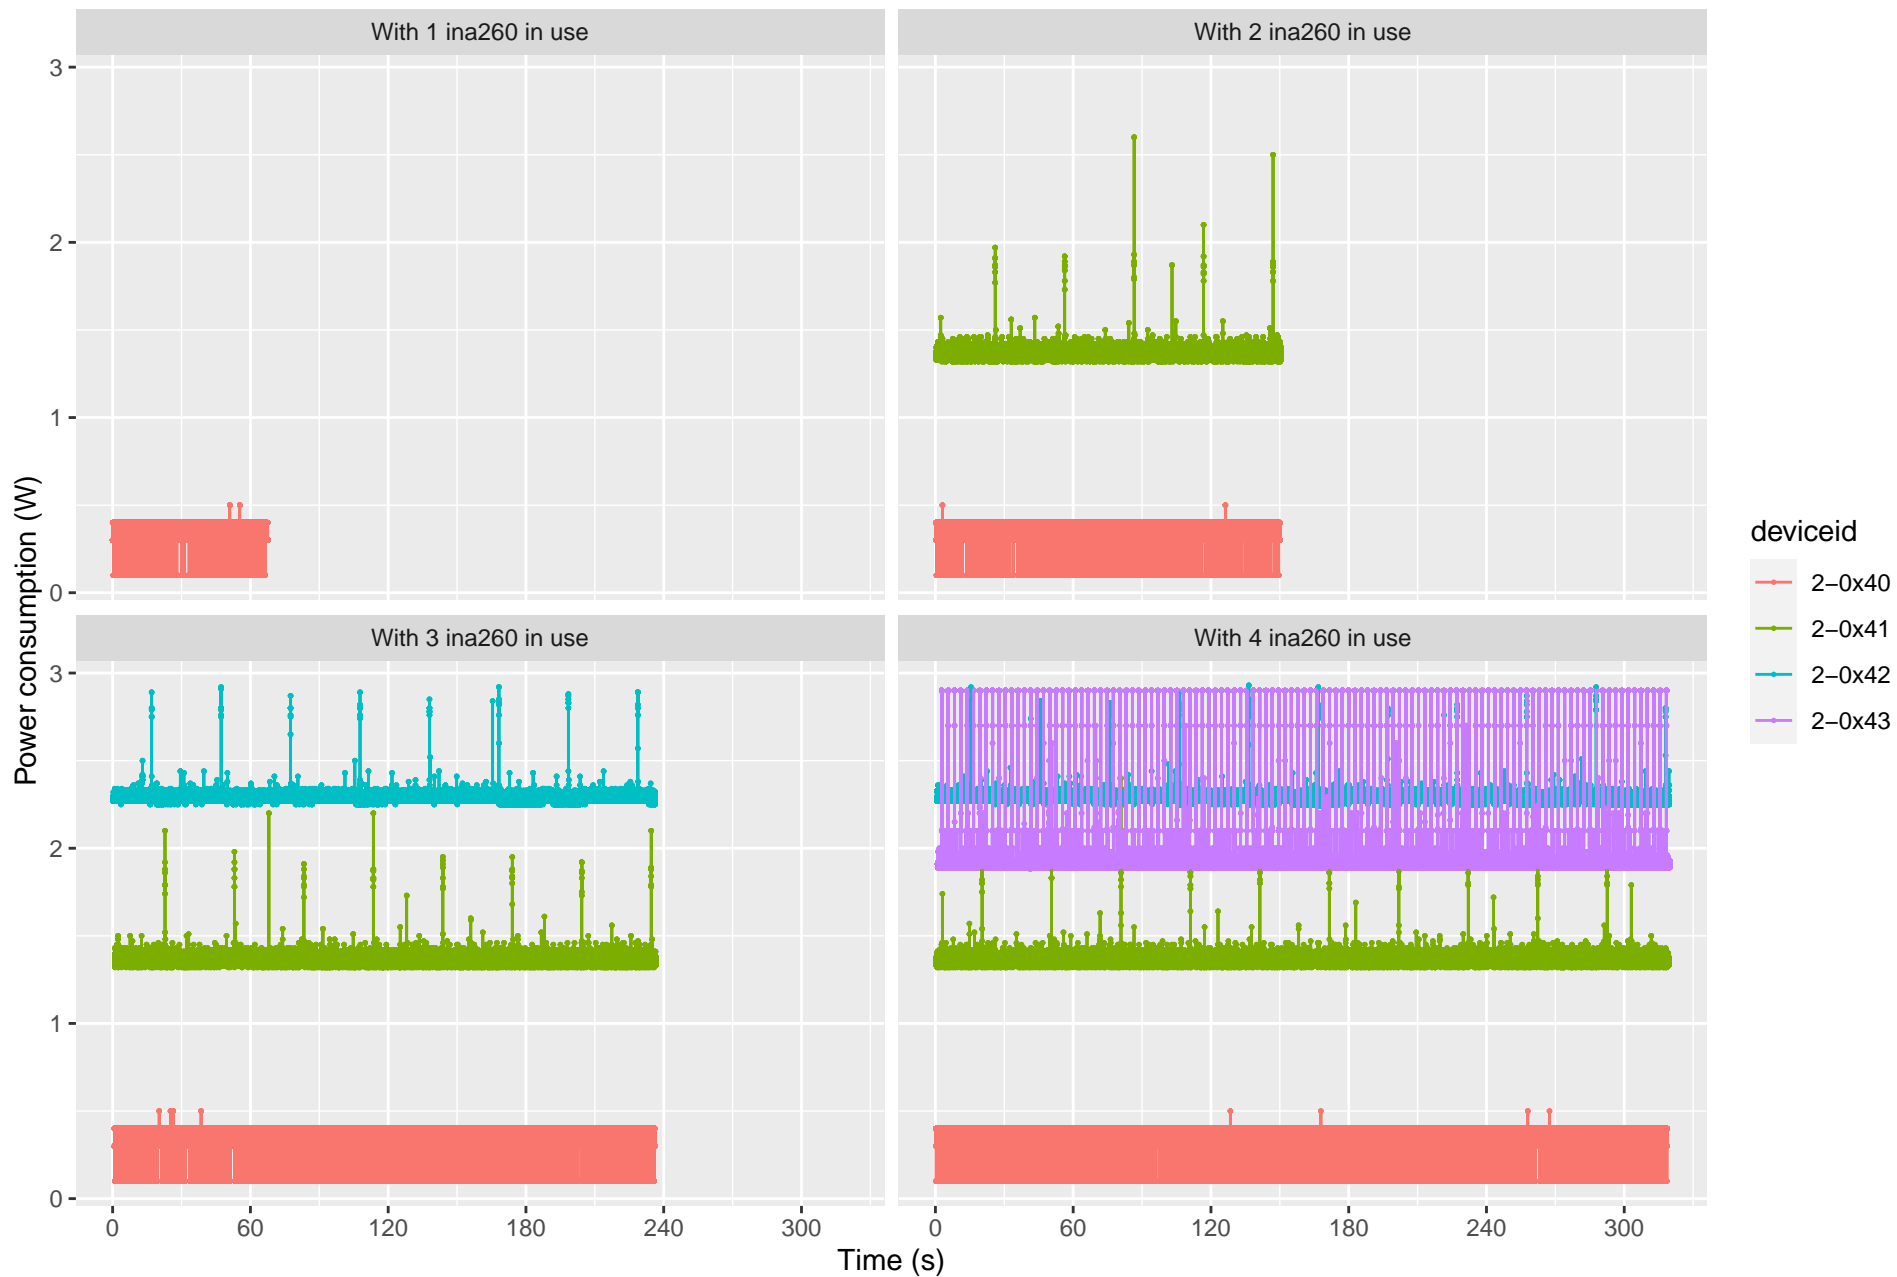 With 1 ina260 in use
With 2 ina260 in use
3
2
1
0
With 3 ina260 in use
With 4 ina260 in use
3
2
1
0
0 60 120 180 240 300
0 60 120 180 240 300
Time (s)
Power consumption (W)
deviceid
2−0x40
2−0x41
2−0x42
2−0x43